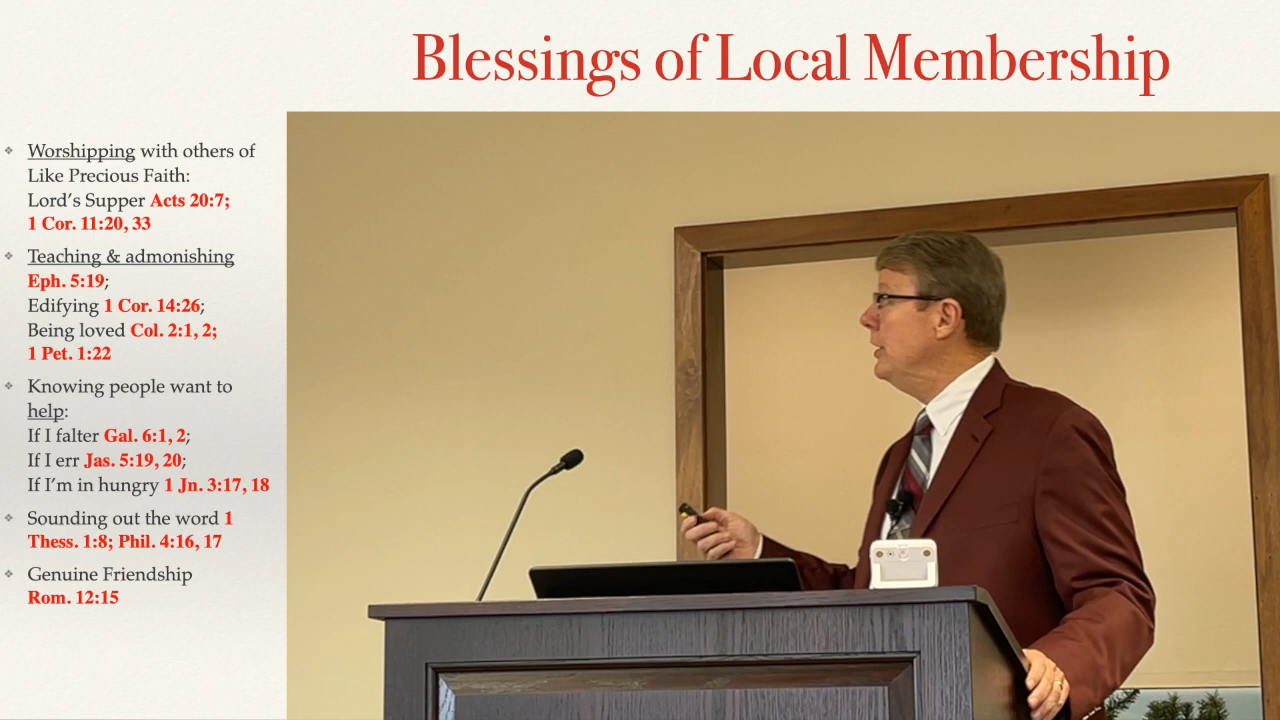 Blessings of Local Membership
Worshipping with others of
Like Precious Faith:
Lord's Supper Acts 20:7;
1 Cor. 11:20, 33
Teaching & admonishing
Eph. 5:19;
Edifying 1 Cor. 14:26;
Being loved Col. 2:1, 2;
1 Pet. 1:22
Knowing people want to
help:
If I falter Gal. 6:1, 2;
If I err Jas. 5:19, 20;
If I'm in hungry 1 Jn. 3:17, 18
Sounding out the word 1
Thess. 1:8; Phil. 4:16, 17
Genuine Friendship
Rom. 12:15